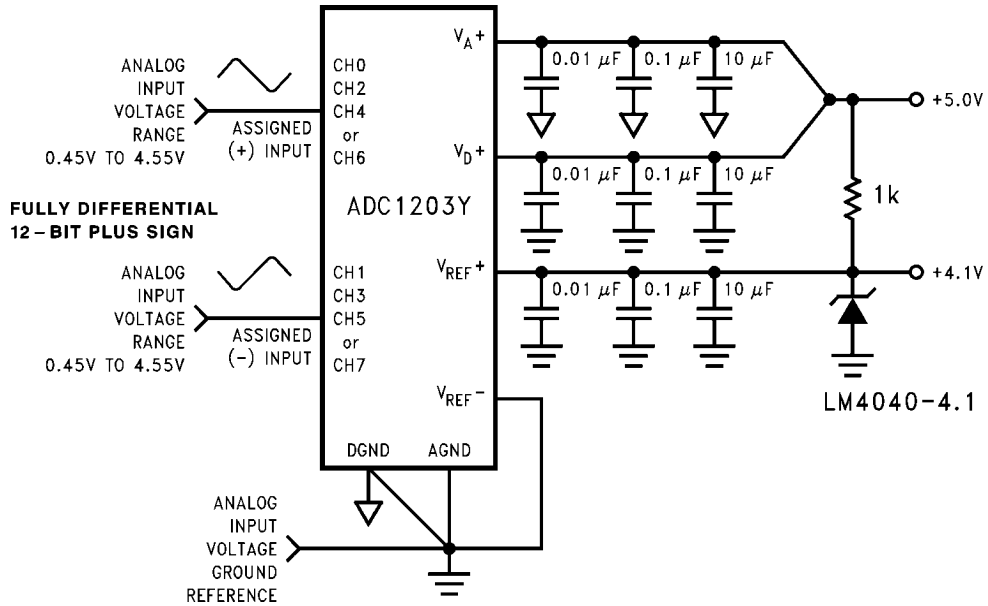 V_A+
0.01 µF
0.1 µF
10 µF
ANALOG
INPUT
VOLTAGE
RANGE
0.45V TO 4.55V
ASSIGNED
(+) INPUT
CH0
CH2
CH4
or
CH6
+5.0V
V_D+
0.01 µF
0.1 µF
10 µF
FULLY DIFFERENTIAL
12–BIT PLUS SIGN
ADC1203Y
1k
ANALOG
INPUT
VOLTAGE
RANGE
0.45V TO 4.55V
ASSIGNED
(–) INPUT
CH1
CH3
CH5
or
CH7
V_REF+
0.01 µF
0.1 µF
10 µF
+4.1V
LM4040-4.1
V_REF–
DGND
AGND
ANALOG
INPUT
VOLTAGE
GROUND
REFERENCE